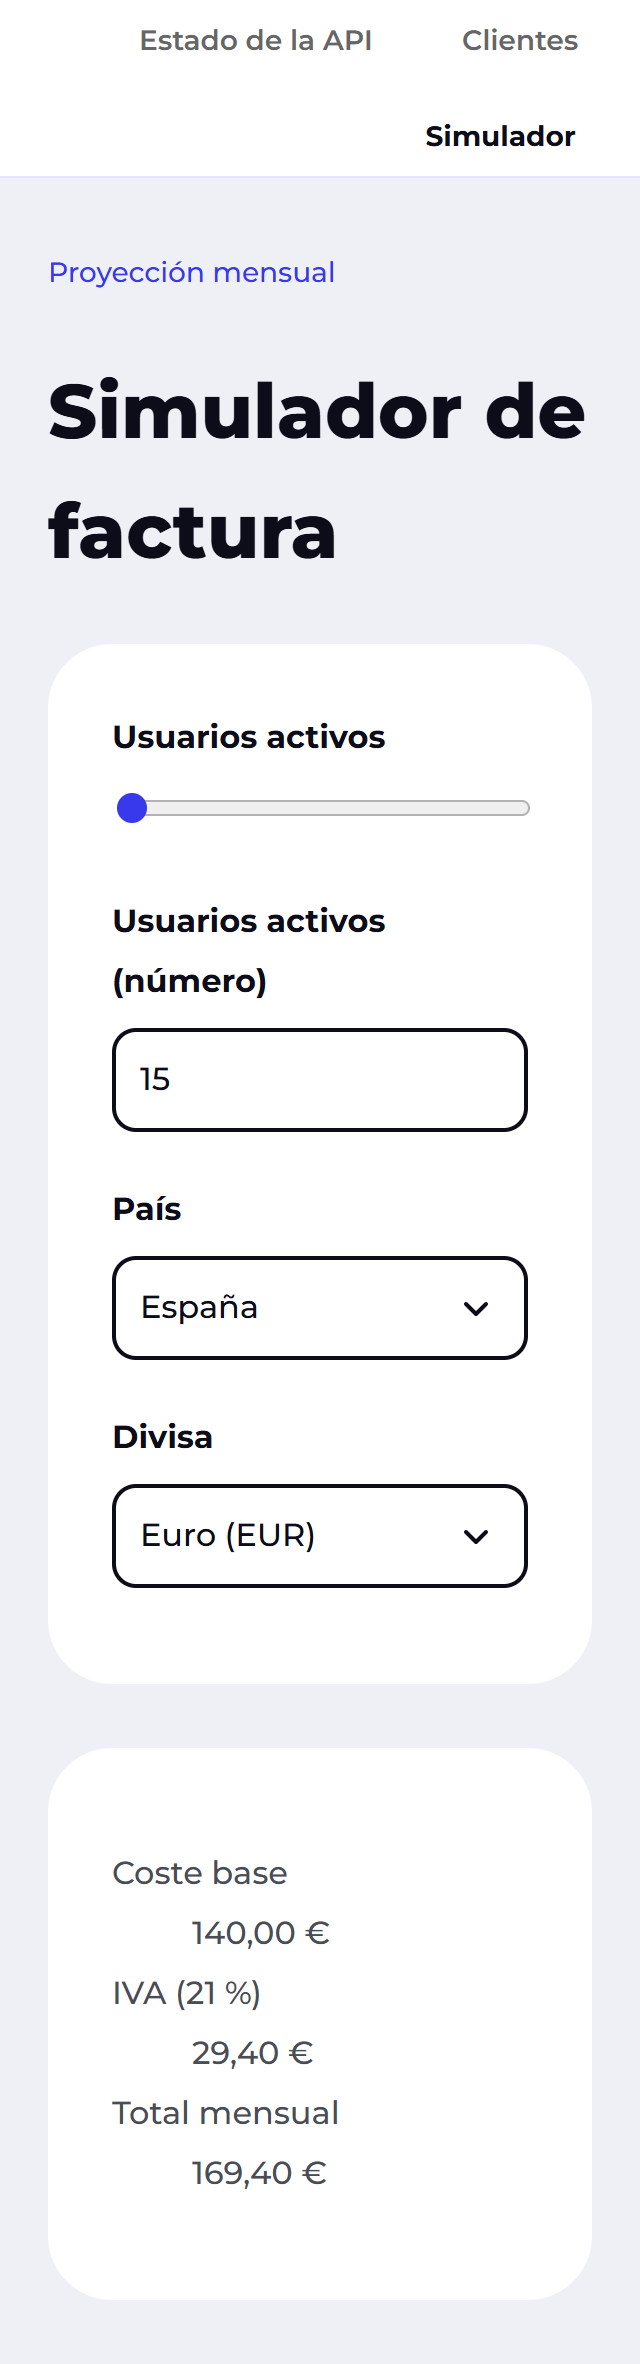 Estado de la API Clientes
Simulador
Proyección mensual
Simulador de
factura
Usuarios activos
Usuarios activos
(número)
15
País
España
Divisa
Euro (EUR)
Coste base
140,00 €
IVA (21 %)
29,40 €
Total mensual
169,40 €